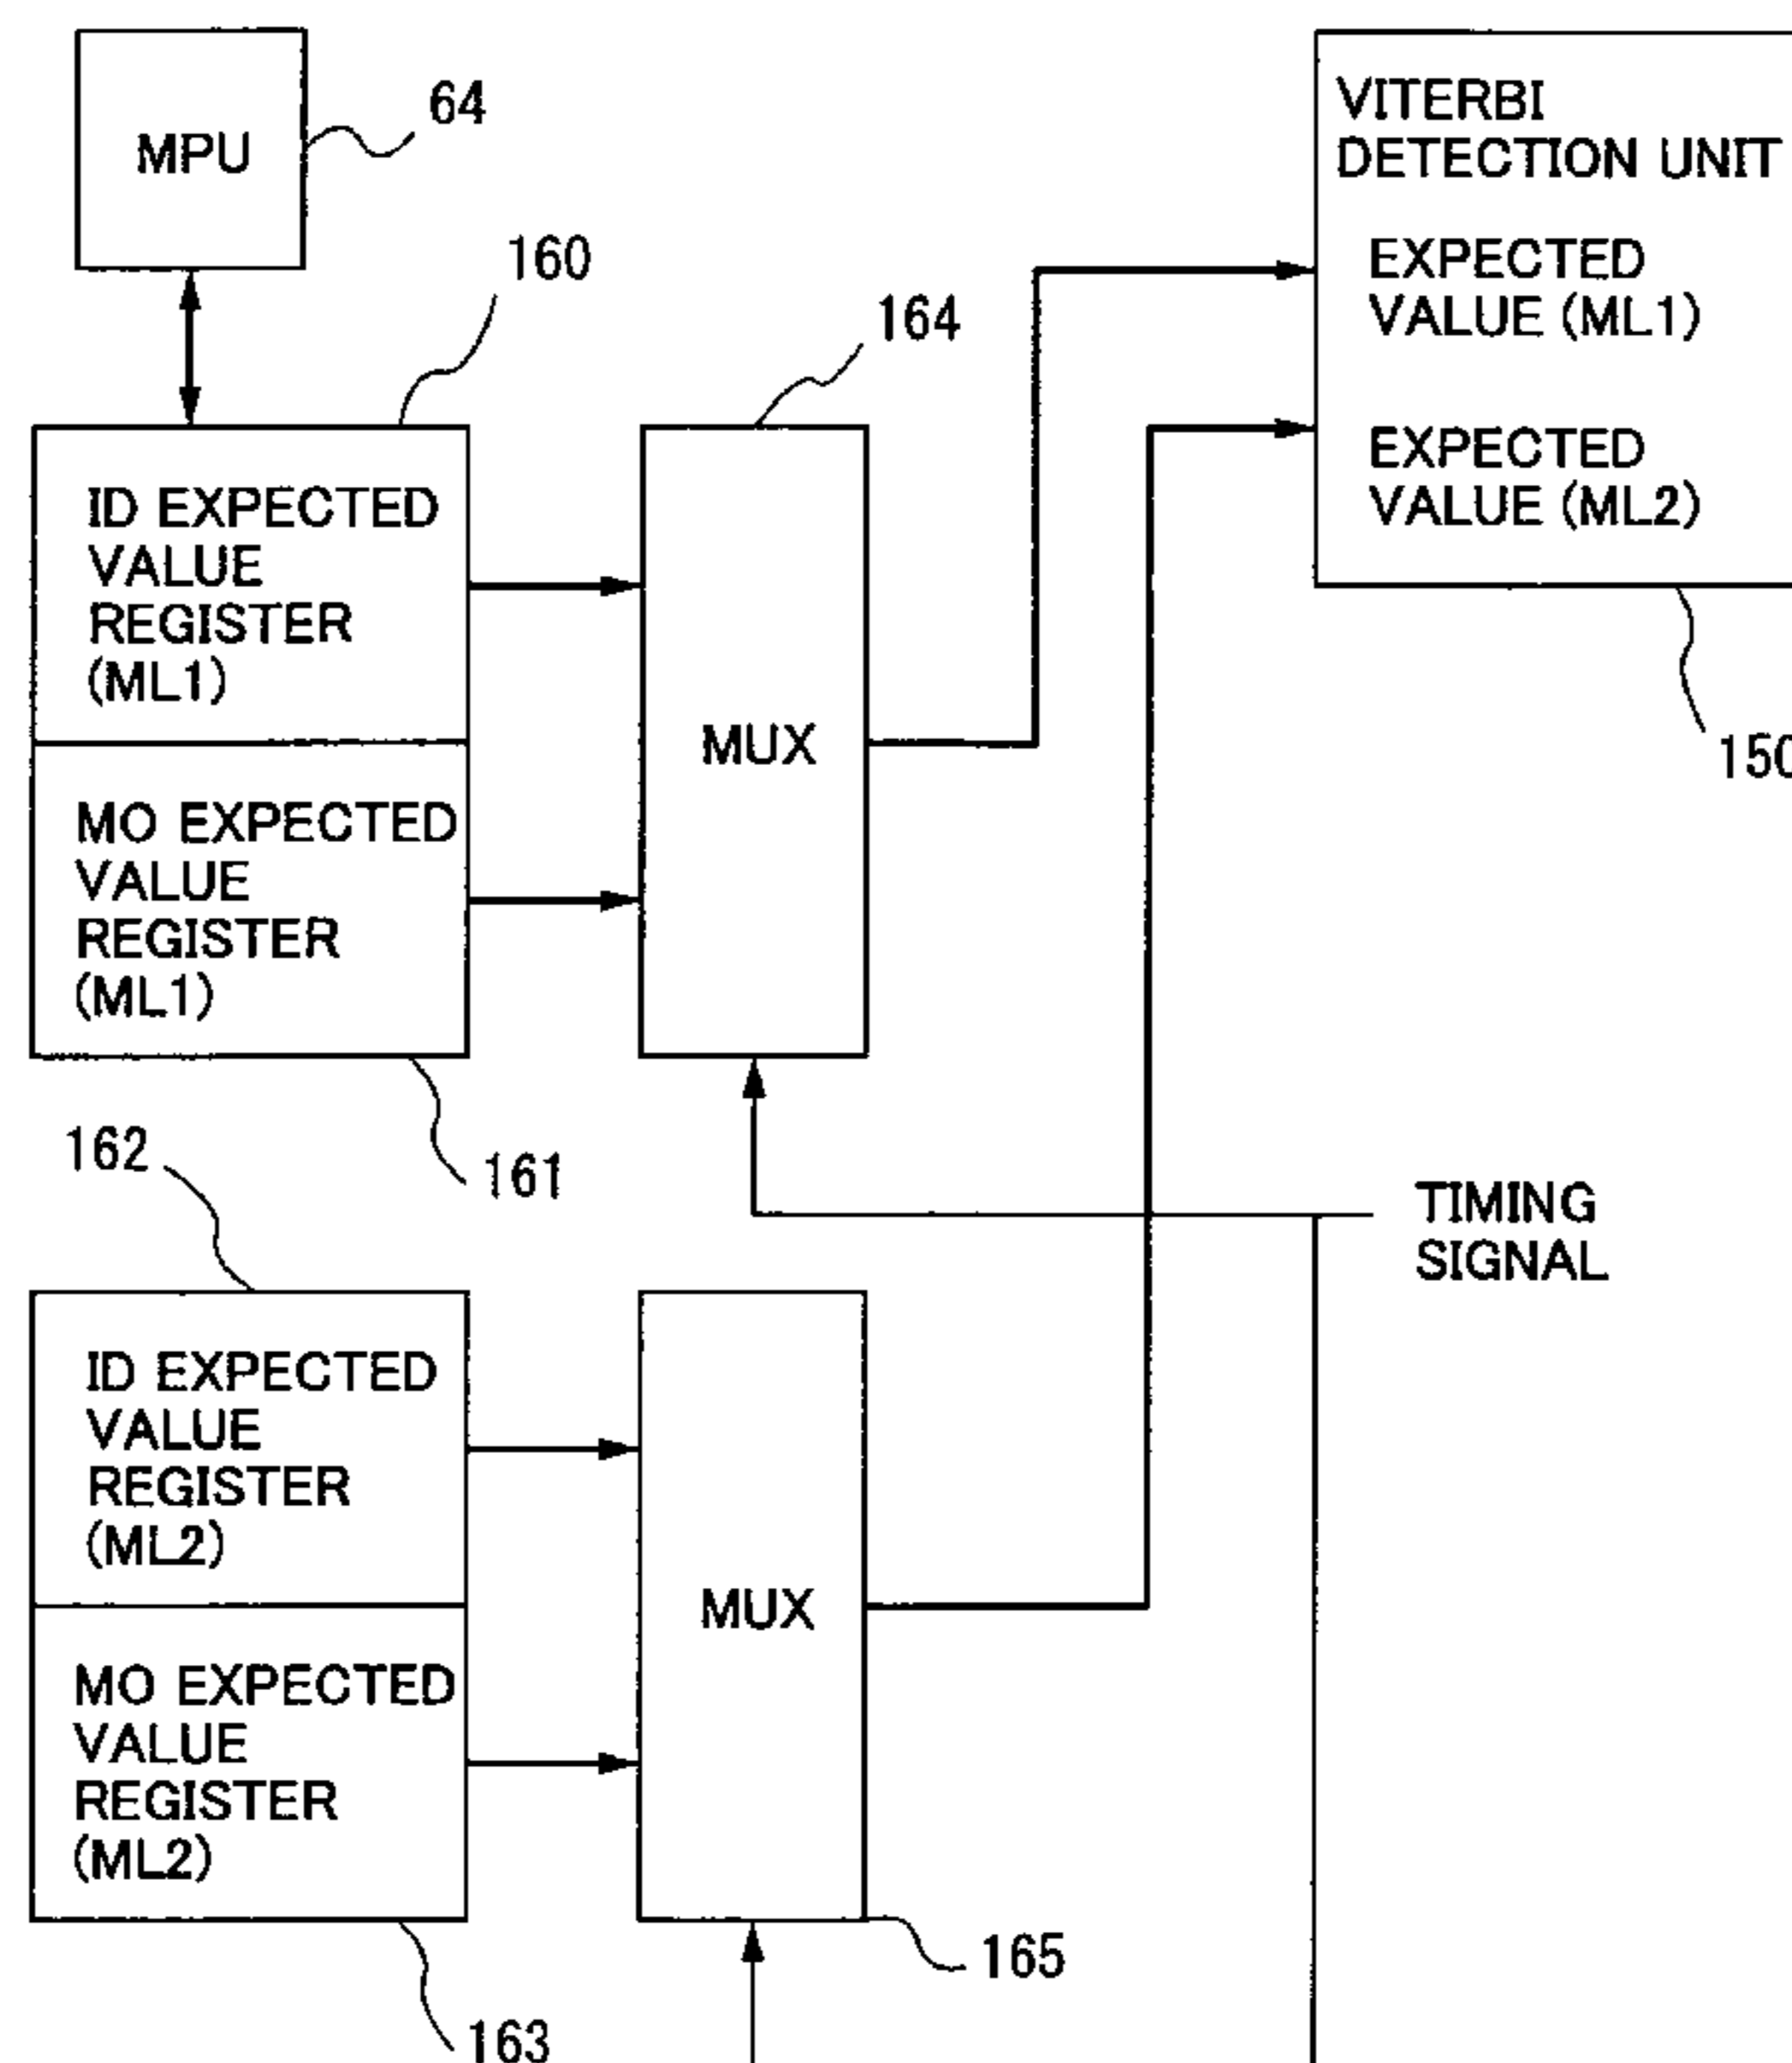 MPU
64
VITERBI
DETECTION UNIT
EXPECTED
VALUE (ML1)
EXPECTED
VALUE (ML2)
150
160
164
ID EXPECTED
VALUE
REGISTER
(ML1)
MUX
MO EXPECTED
VALUE
REGISTER
(ML1)
161
162
TIMING
SIGNAL
ID EXPECTED
VALUE
REGISTER
(ML2)
MUX
MO EXPECTED
VALUE
REGISTER
(ML2)
165
163